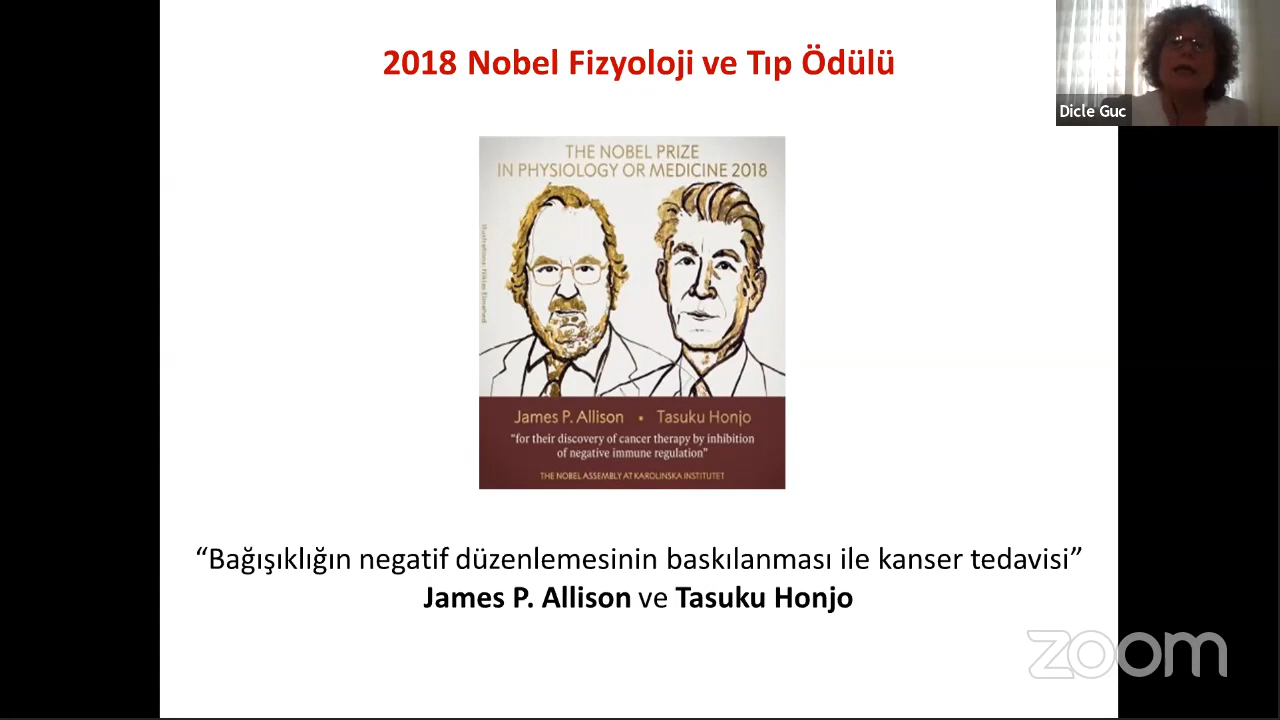 2018 Nobel Fizyoloji ve Tıp Ödülü
Dicle Guc
THE NOBEL PRIZE
IN PHYSIOLOGY OR MEDICINE 2018
James P. Allison • Tasuku Honjo
“for their discovery of cancer therapy by inhibition
of negative immune regulation”
THE NOBEL ASSEMBLY AT KAROLINSKA INSTITUTET
“Bağışıklığın negatif düzenlemesinin baskılanması ile kanser tedavisi”
James P. Allison ve Tasuku Honjo
zoom